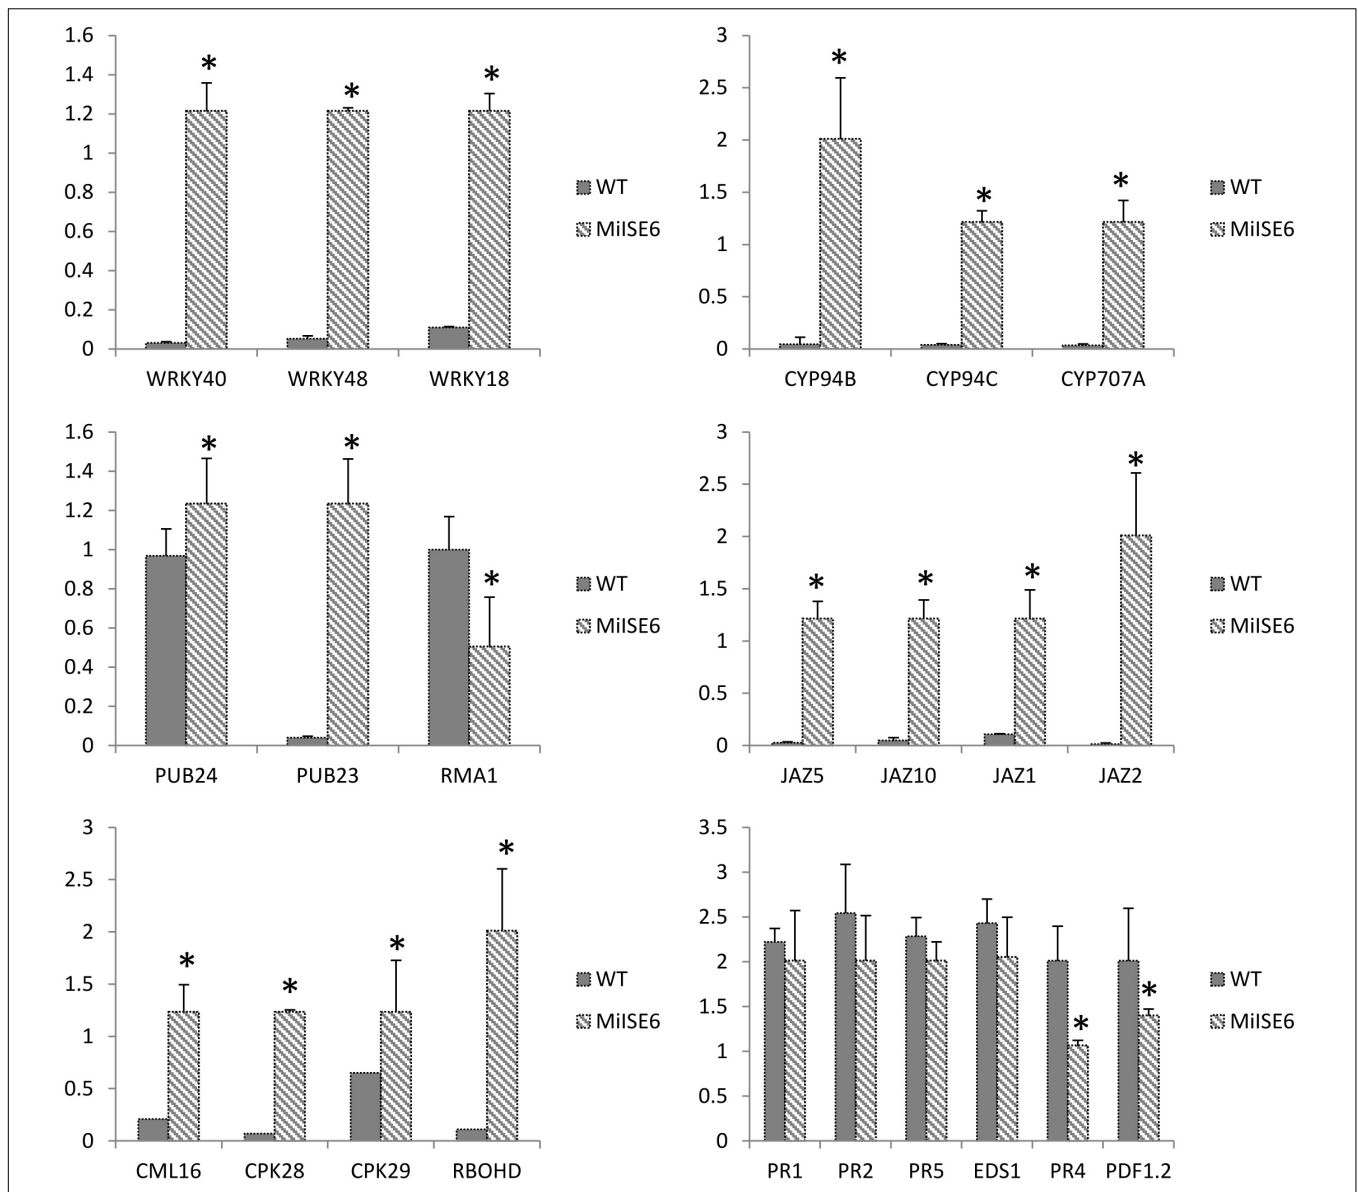 1.6
1.4
1.2
1
0.8
0.6
0.4
0.2
0
* * *
WRKY40 WRKY48 WRKY18
WT
MiISE6
3
2.5
2
1.5
1
0.5
0
* * *
CYP94B CYP94C CYP707A
WT
MiISE6
1.6
1.4
1.2
1
0.8
0.6
0.4
0.2
0
* * *
PUB24 PUB23 RMA1
WT
MiISE6
3
2.5
2
1.5
1
0.5
0
* * * *
JAZ5 JAZ10 JAZ1 JAZ2
WT
MiISE6
3
2.5
2
1.5
1
0.5
0
* * * *
CML16 CPK28 CPK29 RBOHD
WT
MiISE6
3.5
3
2.5
2
1.5
1
0.5
0
* *
PR1 PR2 PR5 EDS1 PR4 PDF1.2
WT
MiISE6